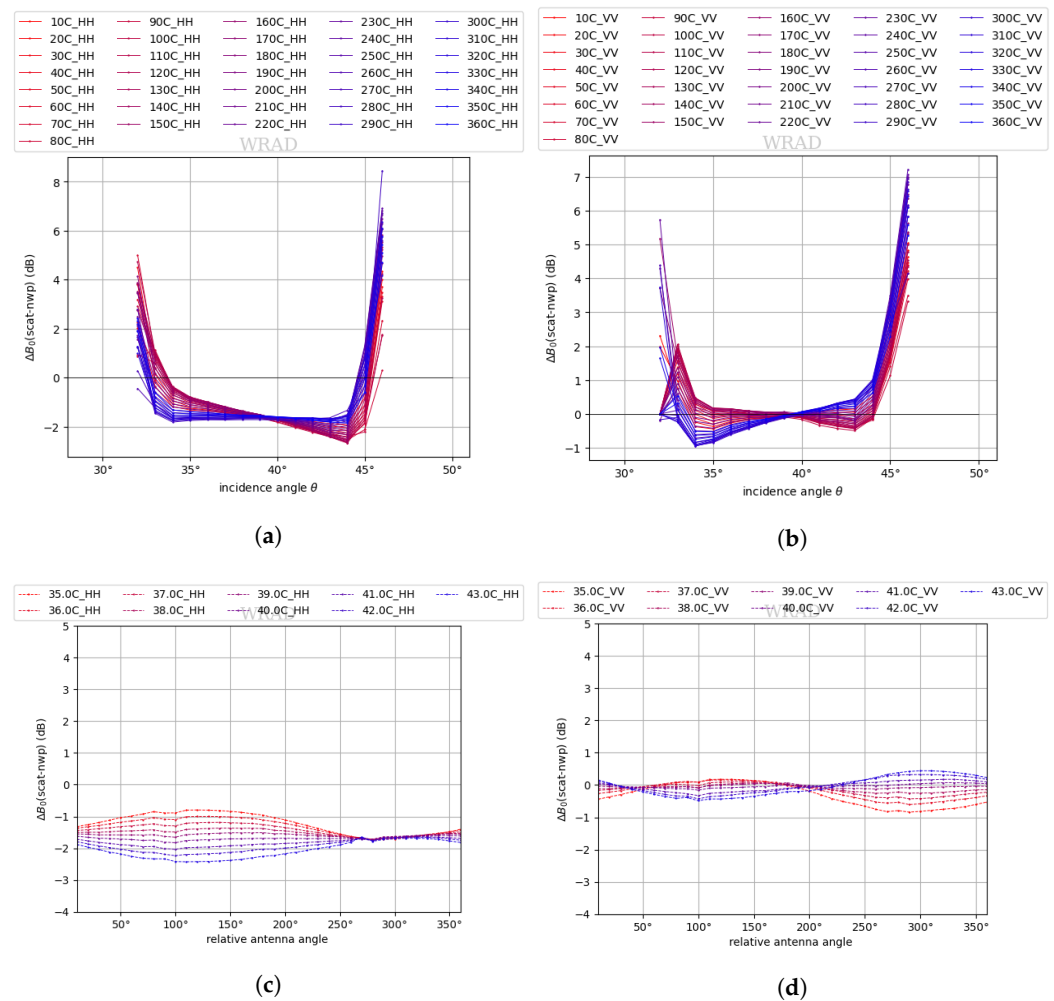 10C_HH 90C_HH 160C_HH 230C_HH 300C_HH
20C_HH 100C_HH 170C_HH 240C_HH 310C_HH
30C_HH 110C_HH 180C_HH 250C_HH 320C_HH
40C_HH 120C_HH 190C_HH 260C_HH 330C_HH
50C_HH 130C_HH 200C_HH 270C_HH 340C_HH
60C_HH 140C_HH 210C_HH 280C_HH 350C_HH
70C_HH 150C_HH 220C_HH 290C_HH 360C_HH
80C_HH
WRAD
8
6
4
2
0
−2
ΔB₀(scat-nwp) (dB)
30° 35° 40° 45° 50°
incidence angle θ
(a)
10C_VV 90C_VV 160C_VV 230C_VV 300C_VV
20C_VV 100C_VV 170C_VV 240C_VV 310C_VV
30C_VV 110C_VV 180C_VV 250C_VV 320C_VV
40C_VV 120C_VV 190C_VV 260C_VV 330C_VV
50C_VV 130C_VV 200C_VV 270C_VV 340C_VV
60C_VV 140C_VV 210C_VV 280C_VV 350C_VV
70C_VV 150C_VV 220C_VV 290C_VV 360C_VV
80C_VV
WRAD
7
6
5
4
3
2
1
0
−1
ΔB₀(scat-nwp) (dB)
30° 35° 40° 45° 50°
incidence angle θ
(b)
35.0C_HH 37.0C_HH 39.0C_HH 41.0C_HH 43.0C_HH
36.0C_HH 38.0C_HH 40.0C_HH 42.0C_HH
WRAD
5
4
3
2
1
0
−1
−2
−3
−4
ΔB₀(scat-nwp) (dB)
50° 100° 150° 200° 250° 300° 350°
relative antenna angle
(c)
35.0C_VV 37.0C_VV 39.0C_VV 41.0C_VV 43.0C_VV
36.0C_VV 38.0C_VV 40.0C_VV 42.0C_VV
WRAD
5
4
3
2
1
0
−1
−2
−3
−4
ΔB₀(scat-nwp) (dB)
50° 100° 150° 200° 250° 300° 350°
relative antenna angle
(d)